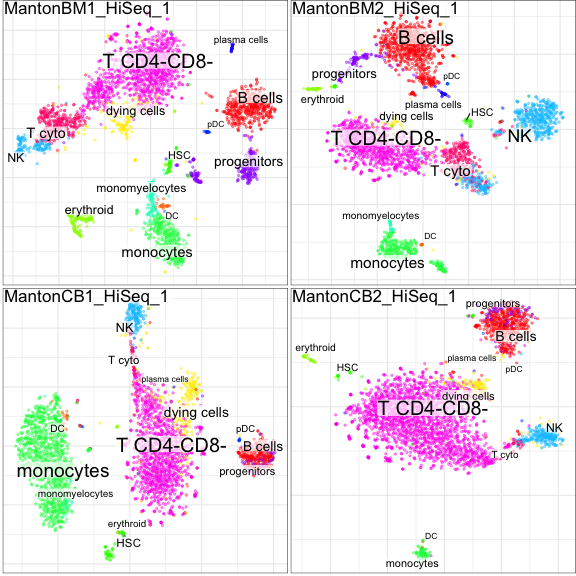 MantonBM1_HiSeq_1
plasma cells
T CD4-CD8-
B cells
dying cells
pDC
T cyto
NK
HSC
progenitors
monomyelocytes
erythroid
DC
monocytes
MantonBM2_HiSeq_1
B cells
progenitors
pDC
erythroid
plasma cells
HSC
dying cells
T CD4-CD8-
NK
T cyto
monomyelocytes
DC
monocytes
MantonCB1_HiSeq_1
NK
T cyto
plasma cells
dying cells
DC
pDC
T CD4-CD8-
B cells
monocytes
progenitors
monomyelocytes
erythroid
HSC
MantonCB2_HiSeq_1
progenitors
B cells
erythroid
plasma cells
HSC
pDC
dying cells
T CD4-CD8-
NK
T cyto
DC
monocytes